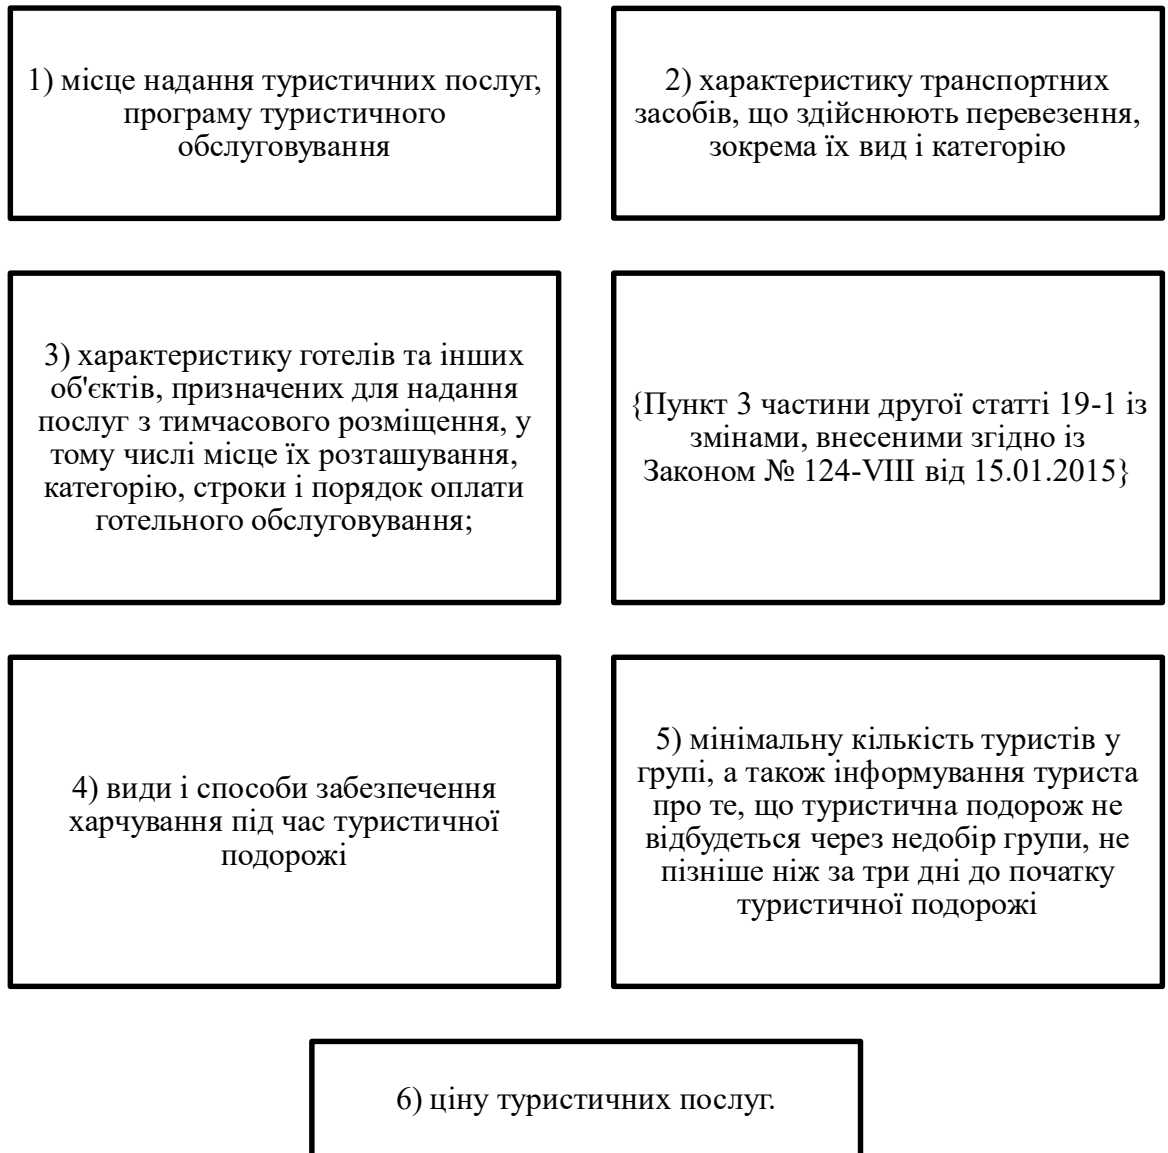 1) місце надання туристичних послуг,
програму туристичного
обслуговування
2) характеристику транспортних
засобів, що здійснюють перевезення,
зокрема їх вид і категорію
3) характеристику готелів та інших
об'єктів, призначених для надання
послуг з тимчасового розміщення, у
тому числі місце їх розташування,
категорію, строки і порядок оплати
готельного обслуговування;
{Пункт 3 частини другої статті 19-1 із
змінами, внесеними згідно із
Законом № 124-VIII від 15.01.2015}
4) види і способи забезпечення
харчування під час туристичної
подорожі
5) мінімальну кількість туристів у
групі, а також інформування туриста
про те, що туристична подорож не
відбудеться через недобір групи, не
пізніше ніж за три дні до початку
туристичної подорожі
6) ціну туристичних послуг.